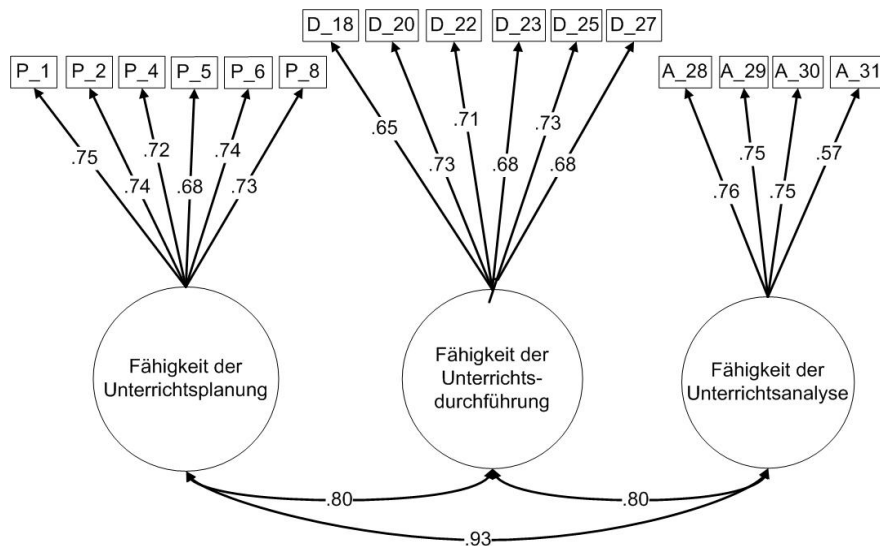 D_18 D_20 D_22 D_23 D_25 D_27
P_1 P_2 P_4 P_5 P_6 P_8
A_28 A_29 A_30 A_31
.75 .74 .72 .68 .74 .73
.65 .73 .71 .68 .73 .68
.76 .75 .75 .57
Fähigkeit der
Unterrichtsplanung
Fähigkeit der
Unterrichts-
durchführung
Fähigkeit der
Unterrichtsanalyse
.80 .80
.93